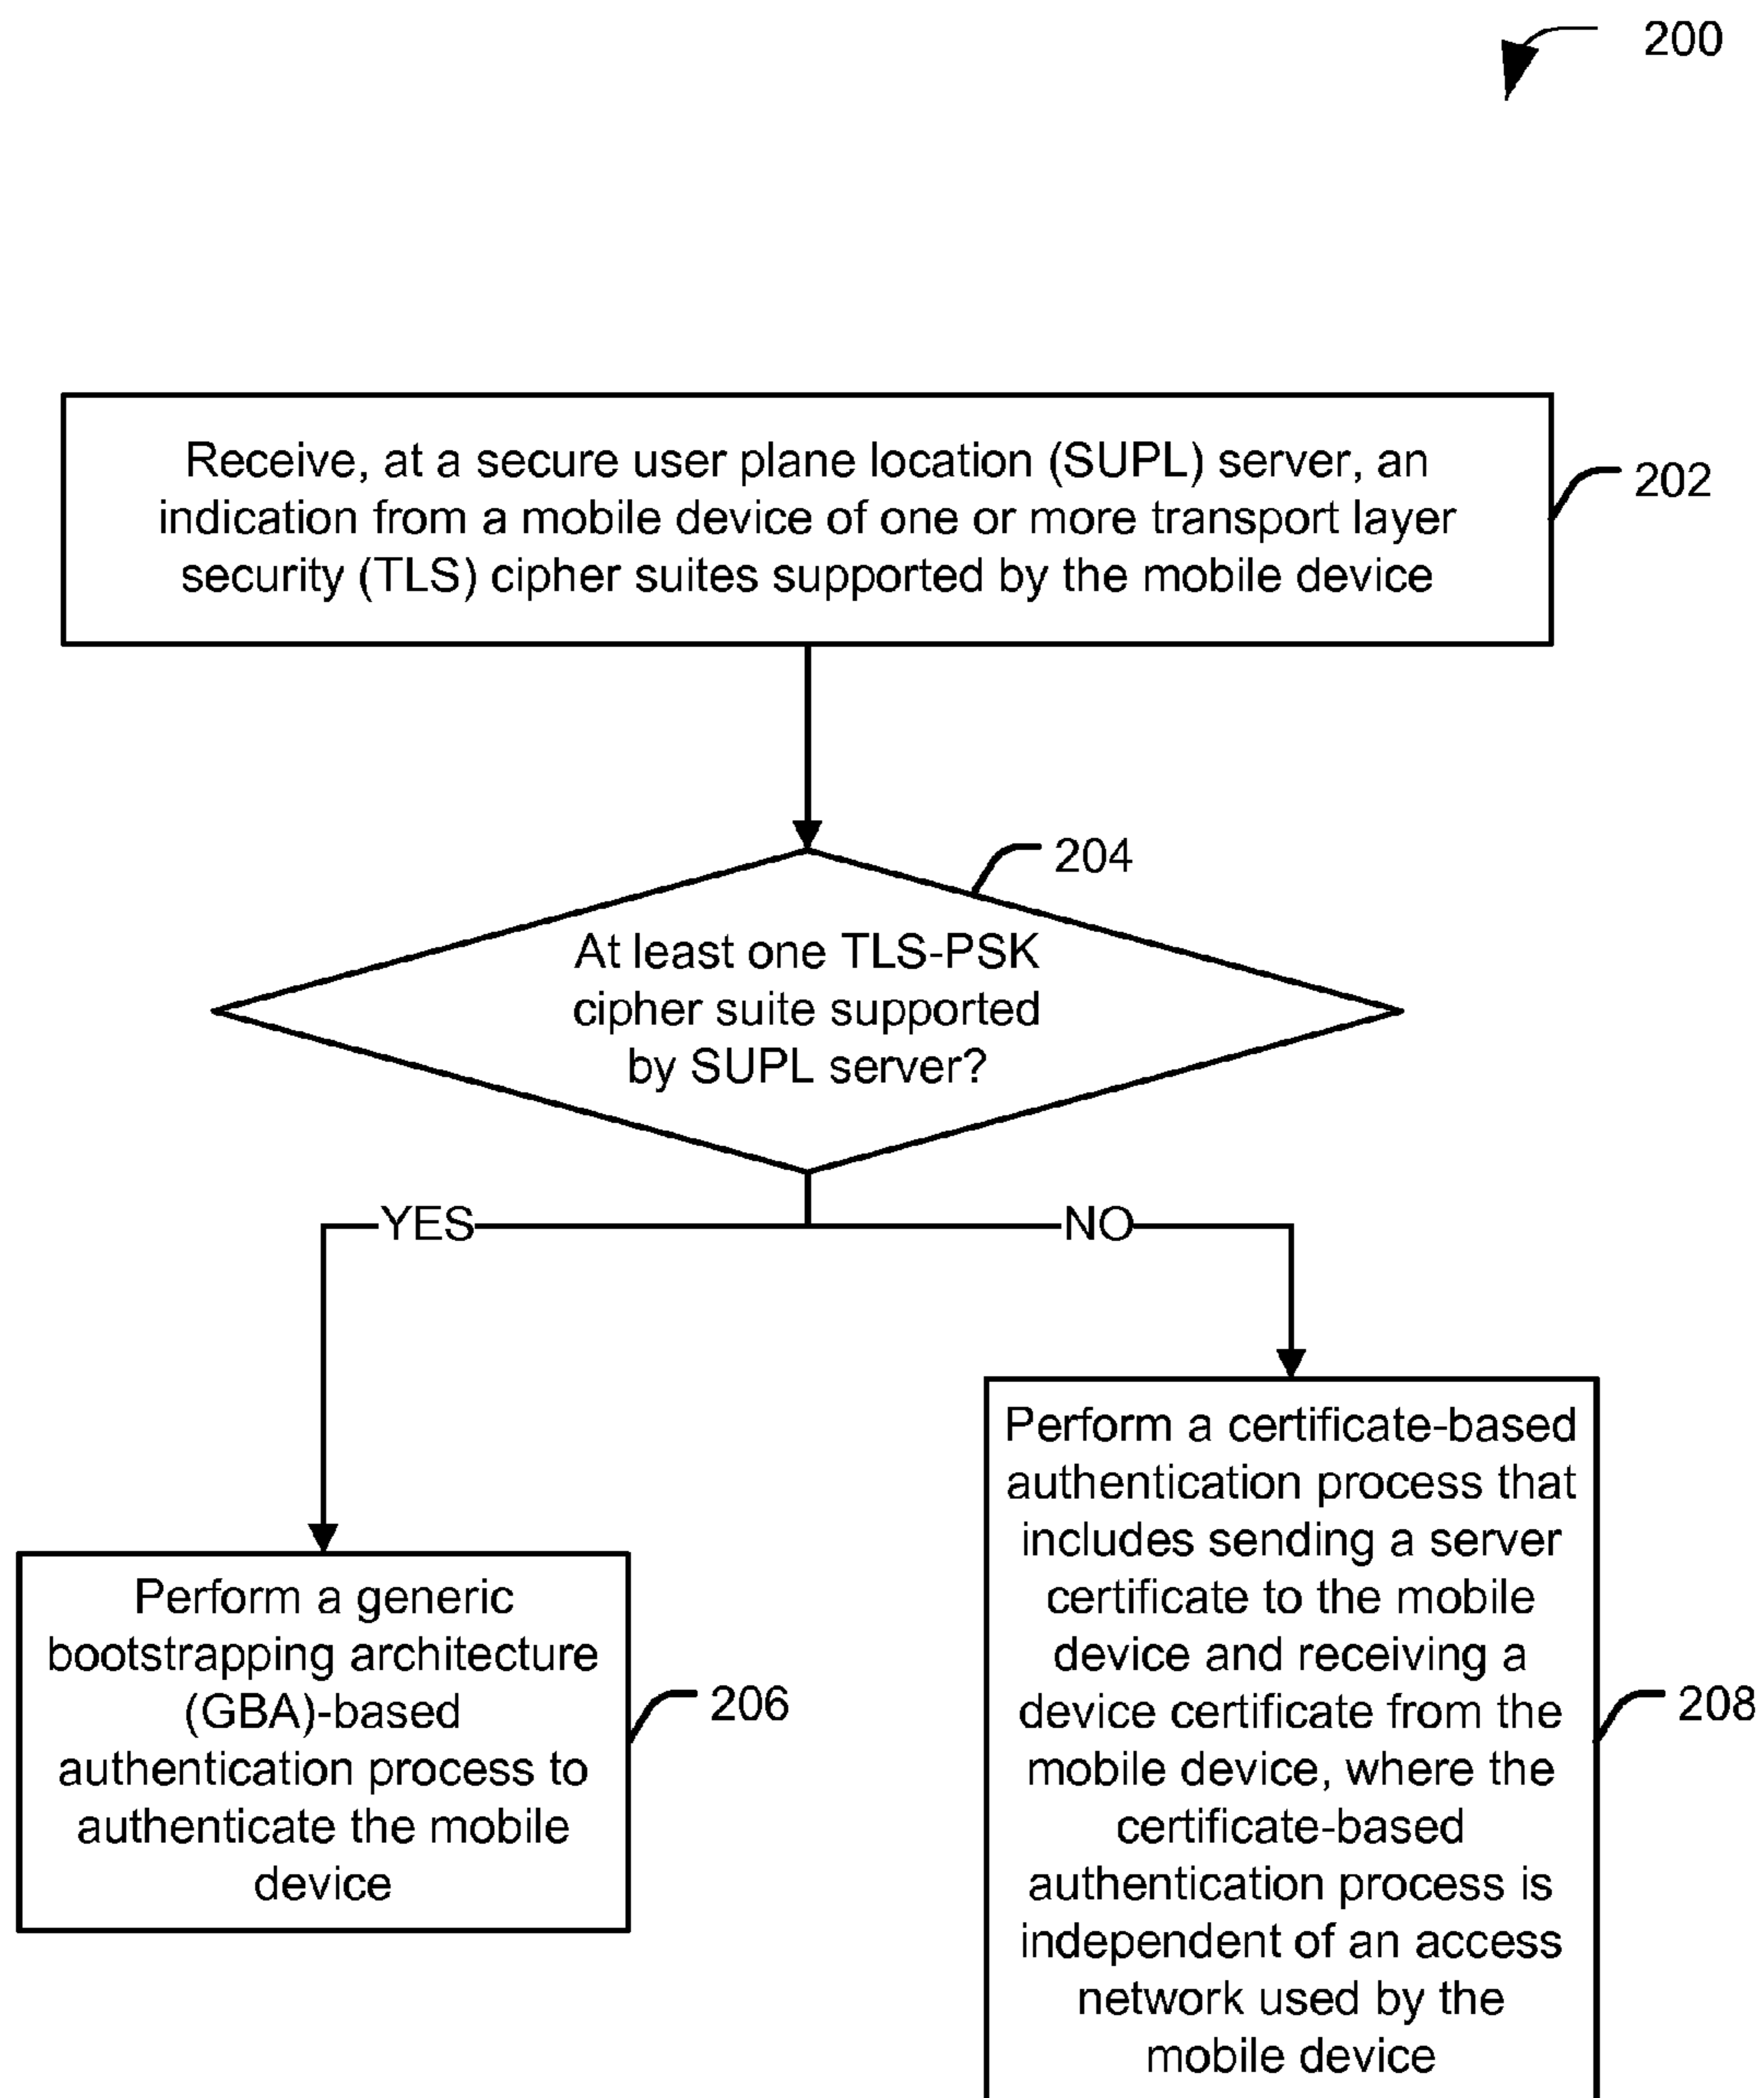 200
Receive, at a secure user plane location (SUPL) server, an
indication from a mobile device of one or more transport layer
security (TLS) cipher suites supported by the mobile device
202
204
At least one TLS-PSK
cipher suite supported
by SUPL server?
YES
NO
Perform a generic
bootstrapping architecture
(GBA)-based
authentication process to
authenticate the mobile
device
206
Perform a certificate-based
authentication process that
includes sending a server
certificate to the mobile
device and receiving a
device certificate from the
mobile device, where the
certificate-based
authentication process is
independent of an access
network used by the
mobile device
208